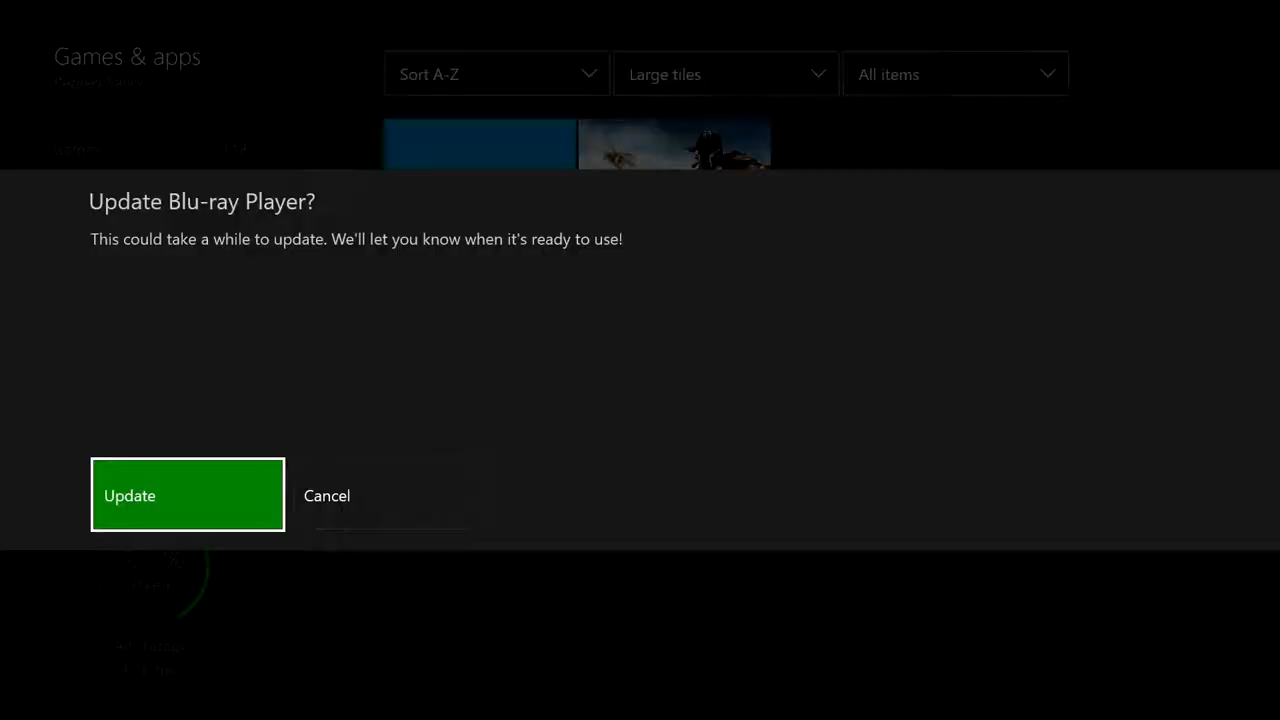 Games & apps
Sort A-Z
Large tiles
All items
Update Blu-ray Player?
This could take a while to update. We'll let you know when it's ready to use!
Update
Cancel